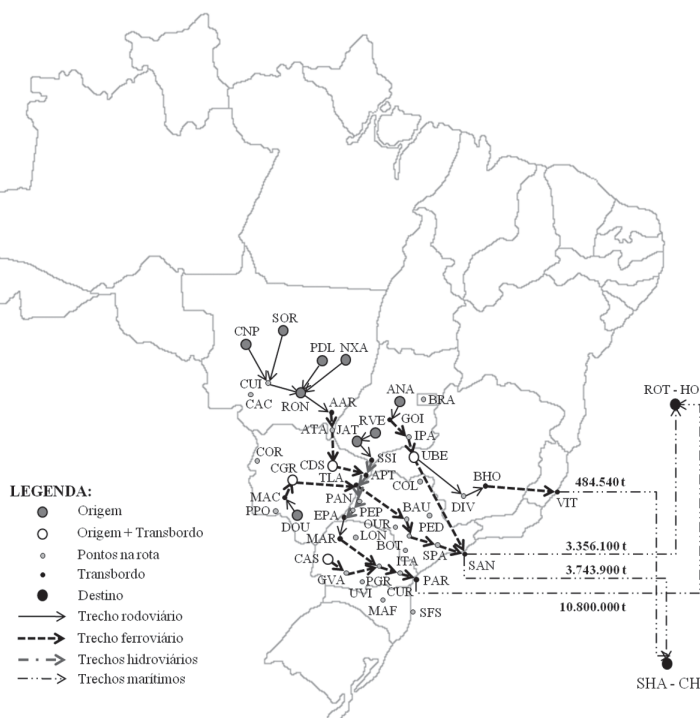 SOR
CNP
PDL NXA
CUI
CAC
RON
AAR
ANA
BRA
ROT - HO
ATA
JAT
RVE
GOI
IPA
COR
CGR
CDS
SSI
UBE
TLA
APT
COL
BHO
484.540 t
LEGENDA:
MAC
PAN
DIV
VIT
PPO
DOU
EPA
PEP
BAU
OUR
PED
Origem
Origem + Transbordo
Pontos na rota
Transbordo
Destino
Trecho rodoviário
Trecho ferroviário
Trechos hidroviários
Trechos marítimos
MAR
LON
BOT
SPA
3.356.100 t
SAN
CAS
ITA
3.743.900 t
GVA
PGR
CUR
PAR
UVI
10.800.000 t
MAF
SFS
SHA - CH